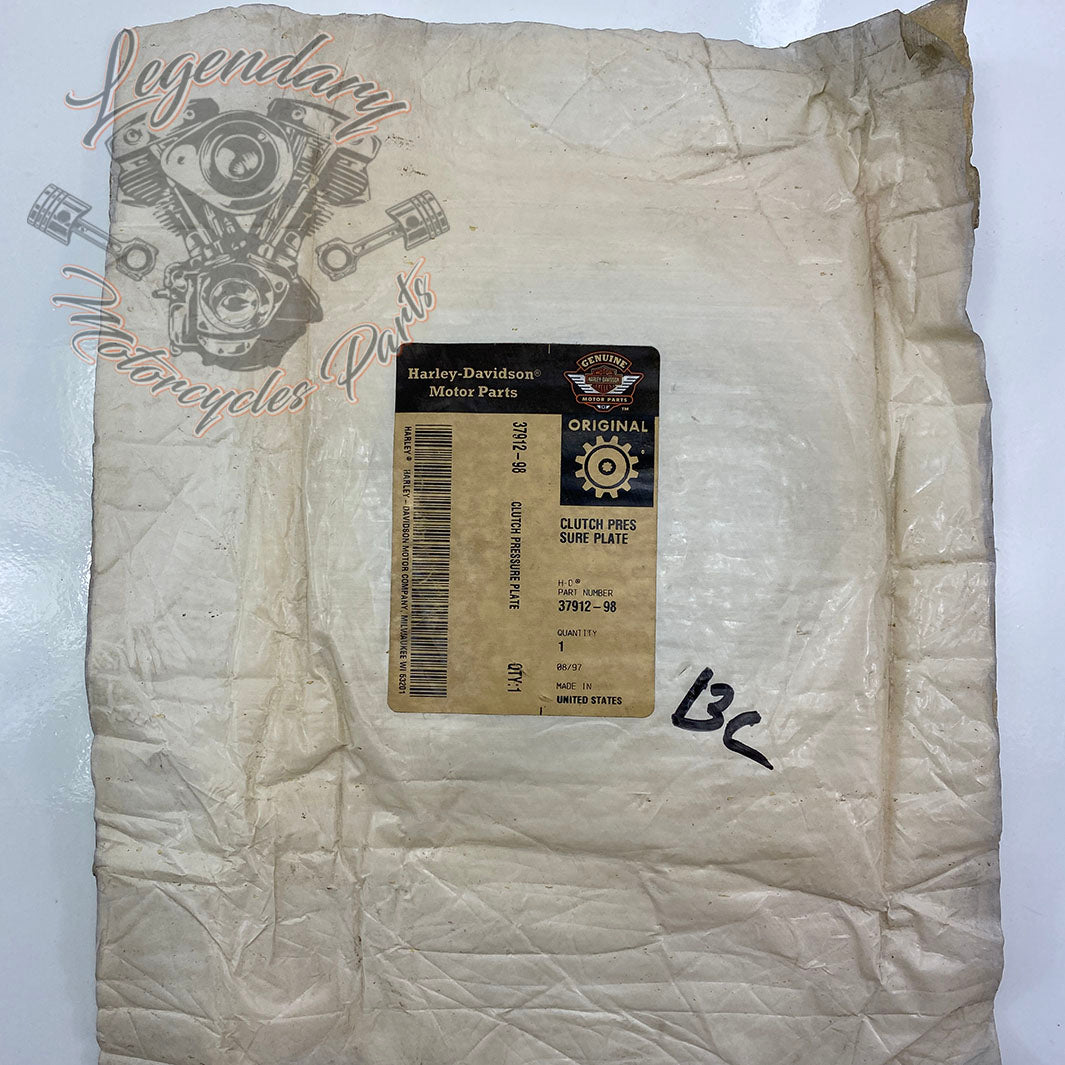 Legendary
Motorcycles Parts
Harley-Davidson®
Motor Parts
GENUINE
HARLEY-DAVIDSON
MOTOR PARTS
TM
ORIGINAL
37912-98 CLUTCH PRESSURE PLATE QTY:1
HARLEY® HARLEY-DAVIDSON MOTOR COMPANY, MILWAUKEE WI 53201
CLUTCH PRES
SURE PLATE
H-D®
PART NUMBER
37912-98
QUANTITY
1
08/97
MADE IN
UNITED STATES